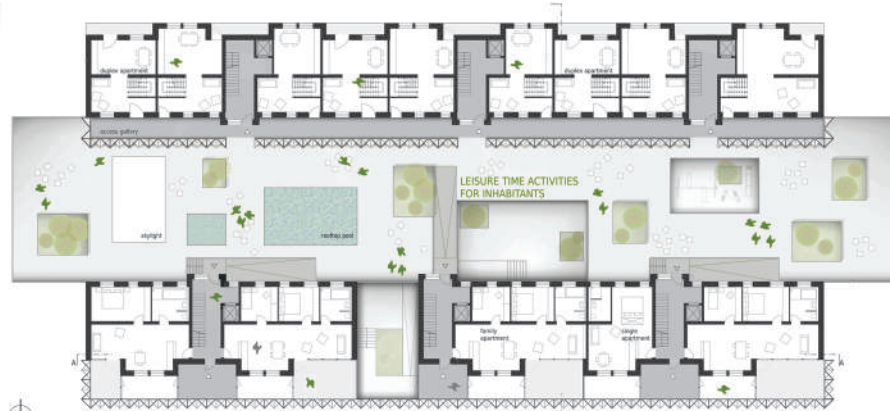 duplex apartment
duplex apartment
access gallery
LEISURE TIME ACTIVITIES
FOR INHABITANTS
skylight
rooftop pool
family
apartment
single
apartment
A
A